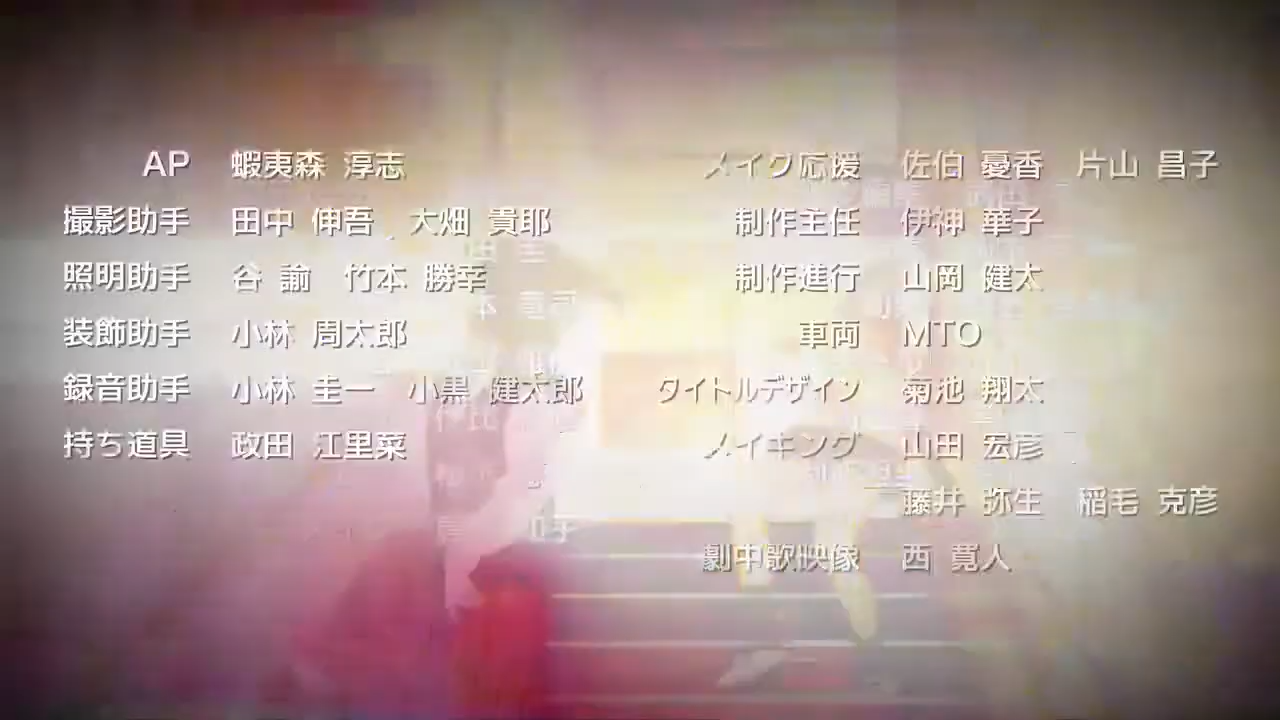 AP 蝦夷森 淳志
撮影助手 田中 伸吾 大畑 貴耶
照明助手 谷 諭 竹本 勝幸
装飾助手 小林 周太郎
録音助手 小林 圭一 小黒 健太郎
持ち道具 政田 江里菜
メイク応援 佐伯 憂香 片山 昌子
制作主任 伊神 華子
制作進行 山岡 健太
車両 MTO
タイトルデザイン 菊池 翔太
メイキング 山田 宏彦
藤井 弥生 稲毛 克彦
劇中歌映像 西 寛人